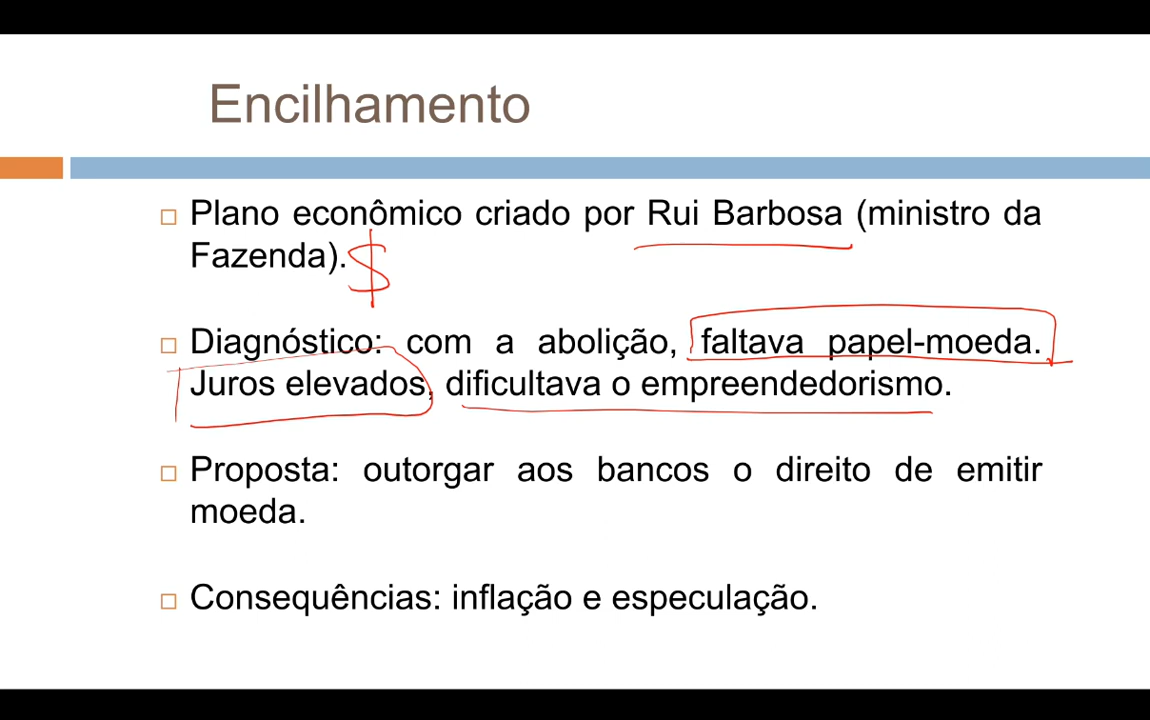 Encilhamento
Plano econômico criado por Rui Barbosa (ministro da
Fazenda). $
Diagnóstico: com a abolição, faltava papel-moeda.
Juros elevados, dificultava o empreendedorismo.
Proposta: outorgar aos bancos o direito de emitir
moeda.
Consequências: inflação e especulação.